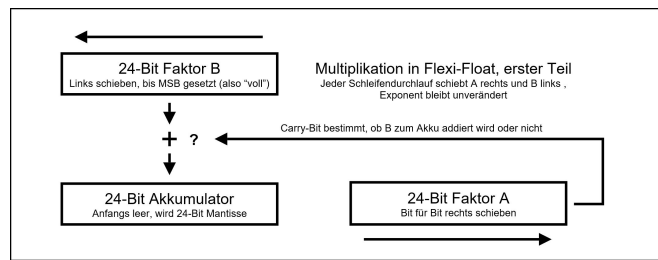 24-Bit Faktor B
Links schieben, bis MSB gesetzt (also “voll”)
Multiplikation in Flexi-Float, erster Teil
Jeder Schleifendurchlauf schiebt A rechts und B links ,
Exponent bleibt unverändert
+ ?
Carry-Bit bestimmt, ob B zum Akku addiert wird oder nicht
24-Bit Akkumulator
Anfangs leer, wird 24-Bit Mantisse
24-Bit Faktor A
Bit für Bit rechts schieben